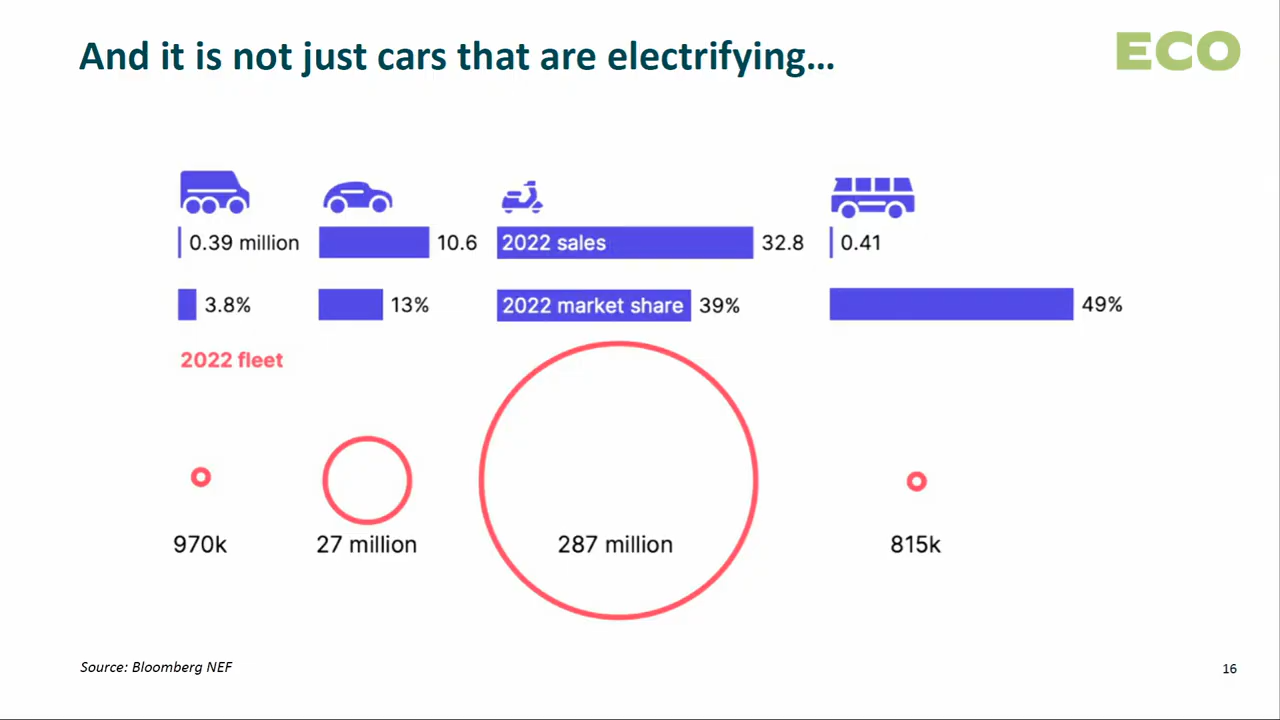 And it is not just cars that are electrifying...
ECO
0.39 million
10.6
2022 sales
32.8
0.41
3.8%
13%
2022 market share
39%
49%
2022 fleet
970k
27 million
287 million
815k
Source: Bloomberg NEF
16